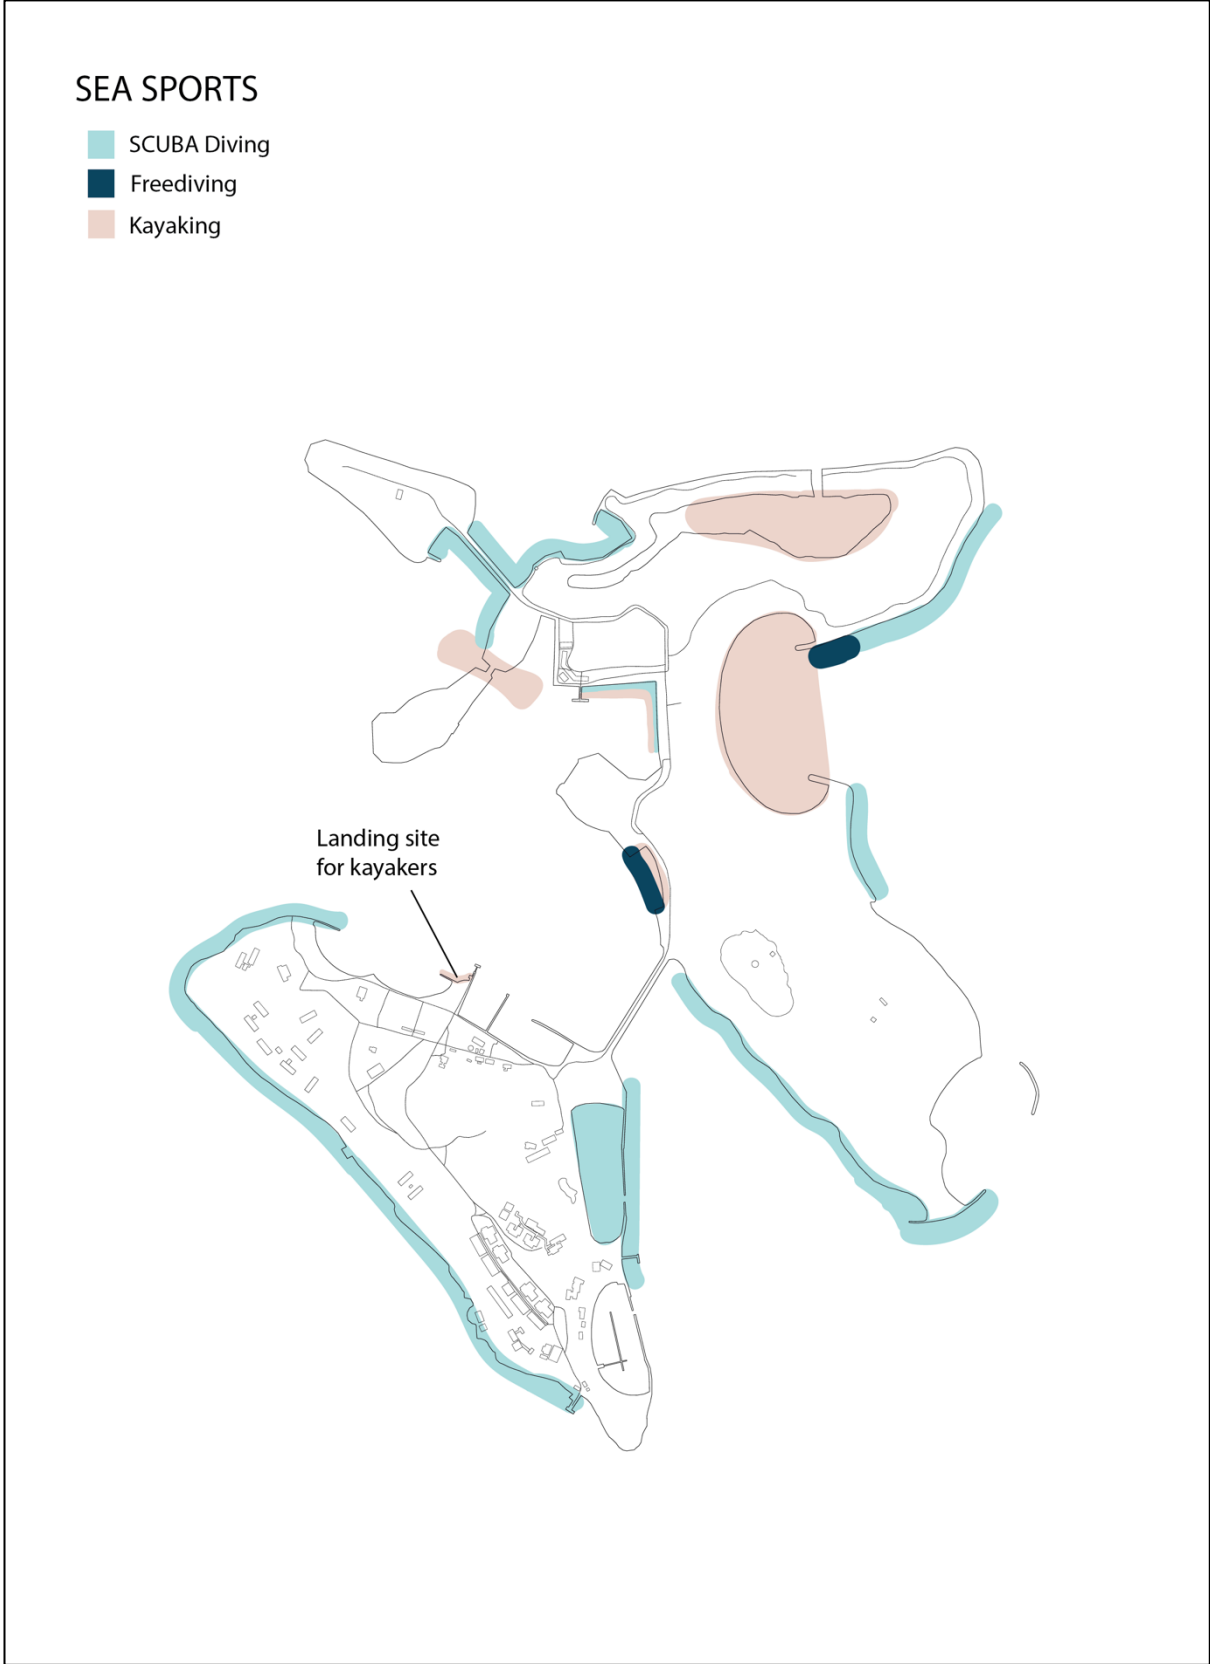 SEA SPORTS
SCUBA Diving
Freediving
Kayaking
Landing site
for kayakers